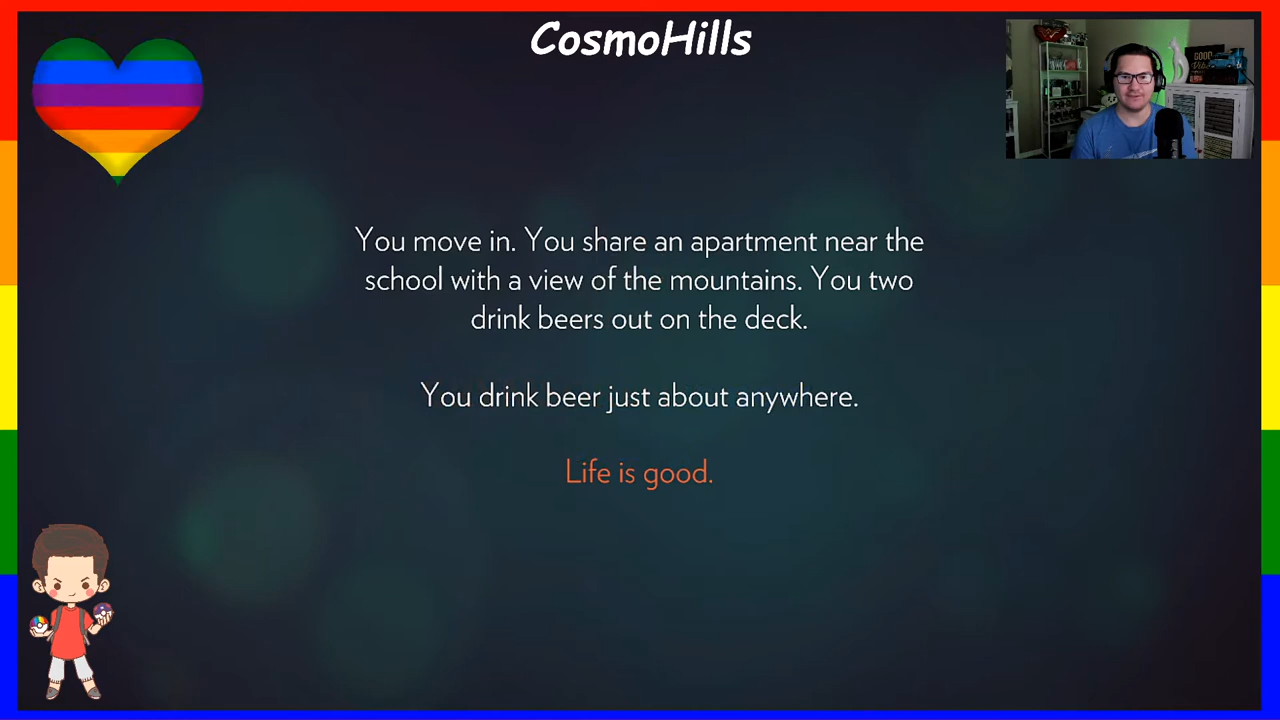 CosmoHills
GOOD
You move in. You share an apartment near the
school with a view of the mountains. You two
drink beers out on the deck.
You drink beer just about anywhere.
Life is good.